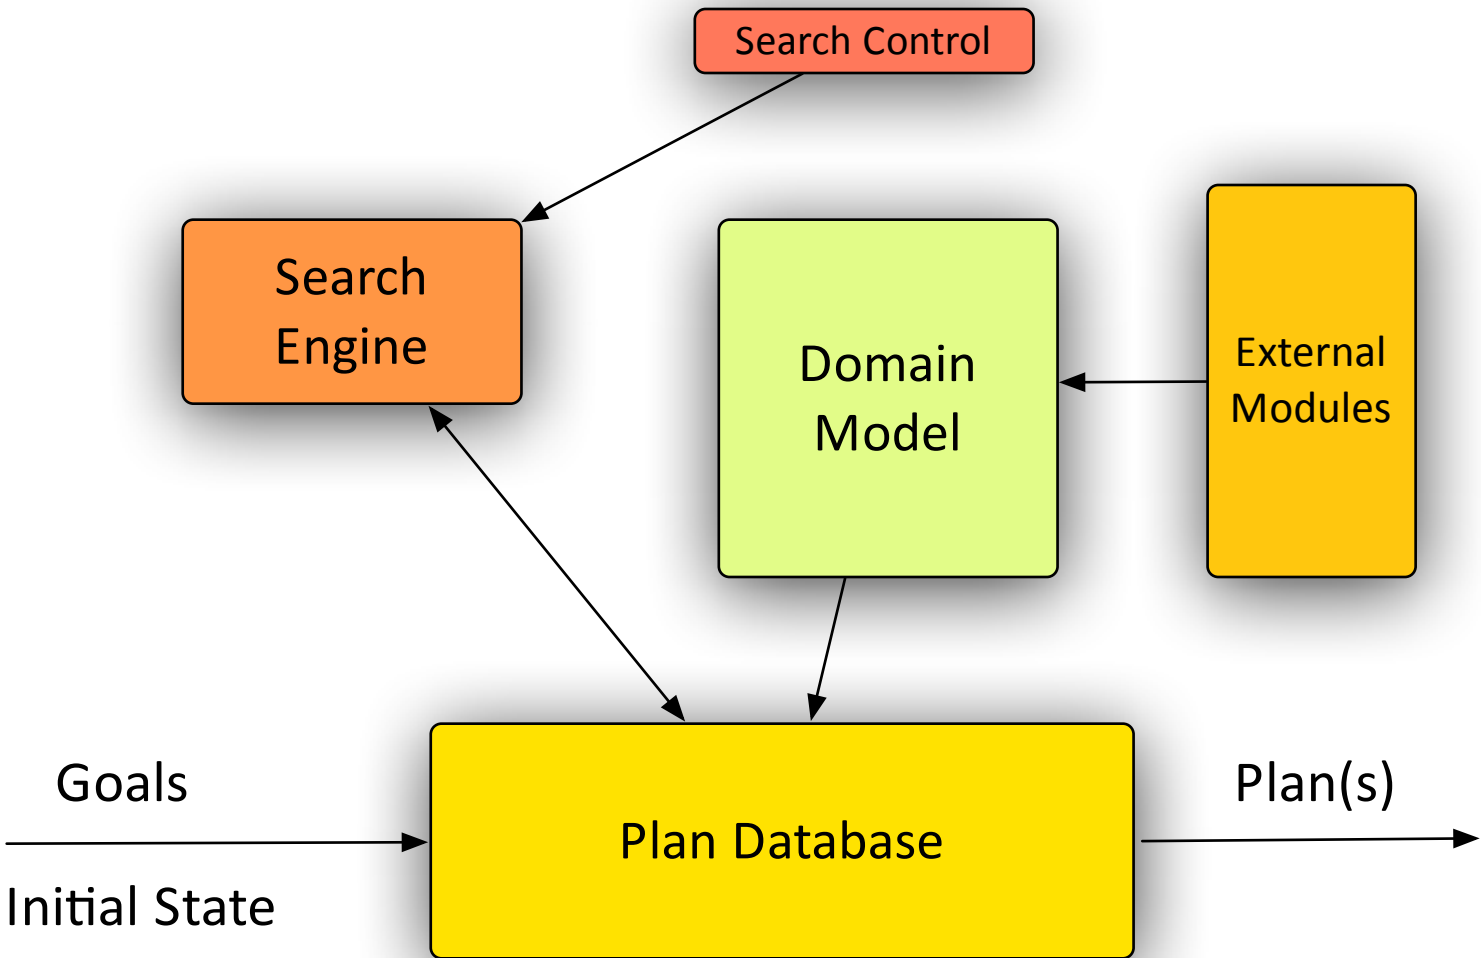 Search Control
Search
Engine
Domain
Model
External
Modules
Goals
Plan(s)
Plan Database
Initial State